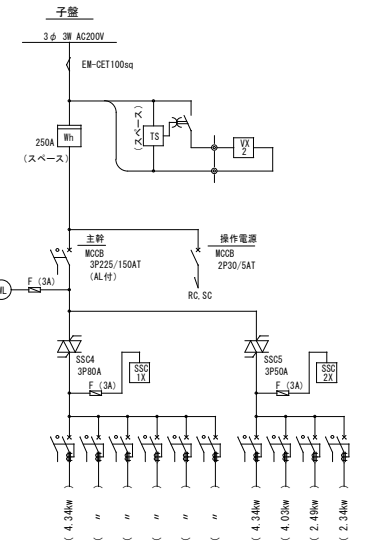 子盤
3φ 3W AC200V
EM-CET100sq
Wh
250A
(スペース)
(スペース)
TS
VX
2
主幹
MCCB
3P225/150AT
(AL付)
操作電源
MCCB
2P30/5AT
RC,SC
WL
F (3A)
SSC4
3P80A
F (3A)
SSC
1X
SSC5
3P50A
F (3A)
SSC
2X
( 4.34kw )
( 〃 )
( 〃 )
( 〃 )
( 〃 )
( 〃 )
( 4.34kw )
( 4.03kw )
( 2.49kw )
( 2.34kw )